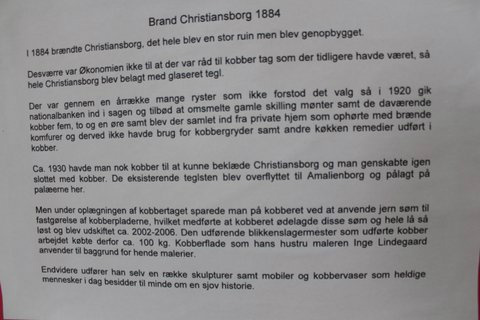 Brand Christiansborg 1884
I 1884 brændte Christiansborg, det hele blev en stor ruin men blev genopbygget.
Desværre var Økonomien ikke til at der var råd til kobber tag som der tidligere havde været, så
hele Christiansborg blev belagt med glaseret tegl.
Der var gennem en årrække mange ryster som ikke forstod det valg så i 1920 gik
nationalbanken ind i sagen og tilbød at omsmelte gamle skilling mønter samt de daværende
kobber fem, to og en øre samt blev der samlet ind fra private hjem som ophørte med brænde
komfurer og derved ikke havde brug for kobbergryder samt andre køkken remedier udført i
kobber.
Ca. 1930 havde man nok kobber til at kunne beklæde Christiansborg og man genskabte igen
slottet med kobber. De eksisterende teglsten blev overflyttet til Amalienborg og pålagt på
palæerne her.
Men under oplægningen af kobbertaget sparede man på kobberet ved at anvende jern søm til
fastgørelse af kobberpladerne, hvilket medførte at kobberet ødelagde disse søm og hele lå så
løst og blev udskiftet ca. 2002-2006. Den udførende blikkenslagermester som udførte kobber
arbejdet købte derfor ca. 100 kg. Kobberflade som hans hustru maleren Inge Lindegaard
anvender til baggrund for hende malerier.
Endvidere udfører han selv en række skulpturer samt mobiler og kobbervaser som heldige
mennesker i dag besidder til minde om en sjov historie.